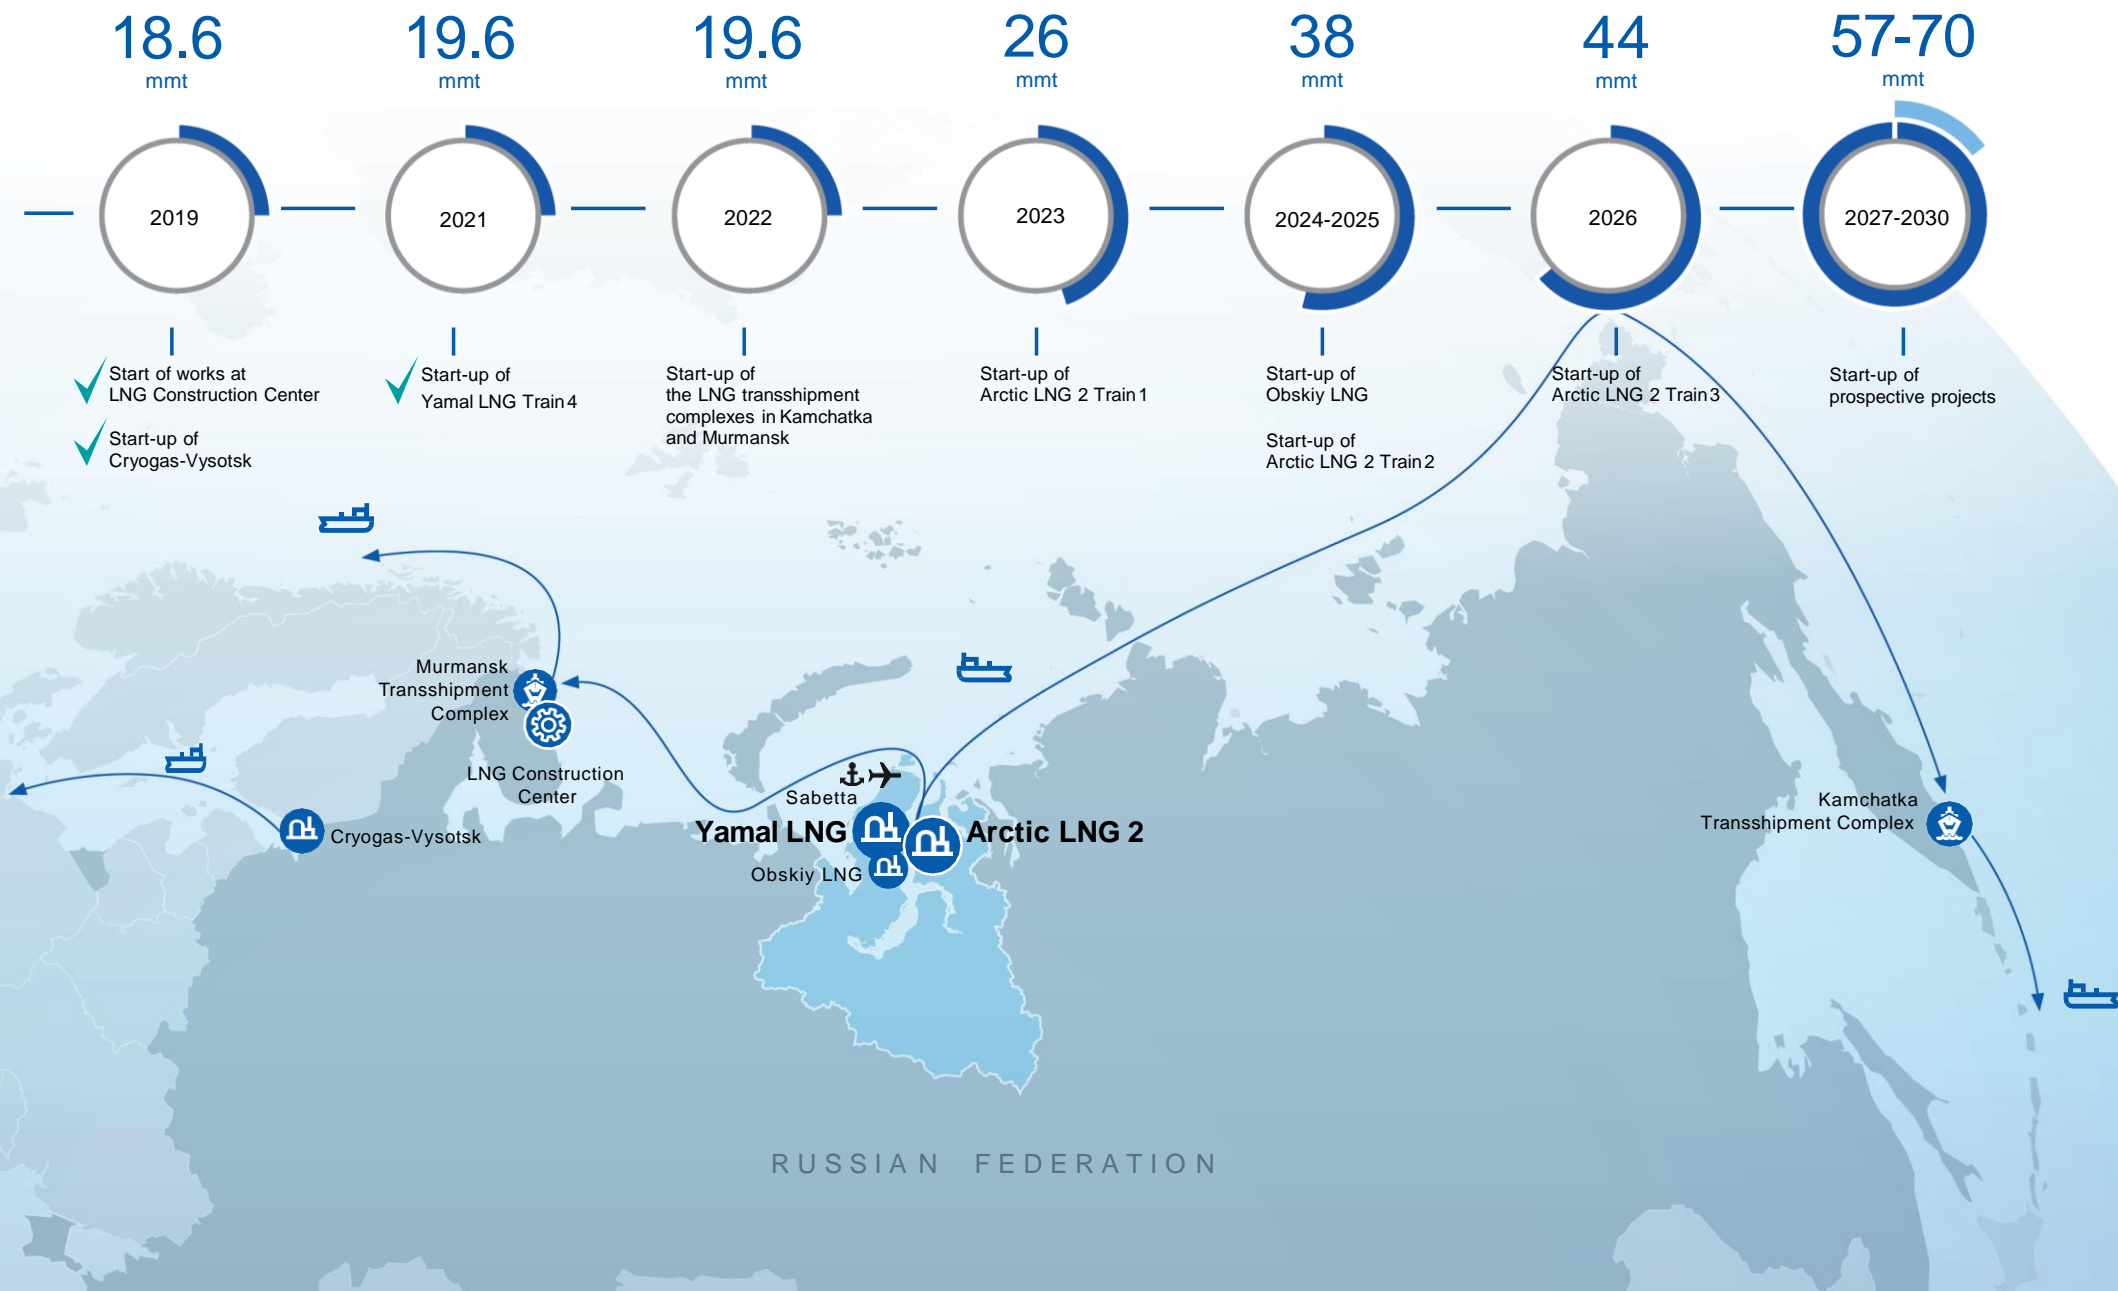 18.6
mmt
19.6
mmt
19.6
mmt
26
mmt
38
mmt
44
mmt
57-70
mmt
2019
2021
2022
2023
2024-2025
2026
2027-2030
Start of works at
LNG Construction Center
Start-up of
Cryogas-Vysotsk
Start-up of
Yamal LNG Train 4
Start-up of
the LNG transshipment
complexes in Kamchatka
and Murmansk
Start-up of
Arctic LNG 2 Train 1
Start-up of
Obskiy LNG
Start-up of
Arctic LNG 2 Train 2
Start-up of
Arctic LNG 2 Train 3
Start-up of
prospective projects
Murmansk
Transshipment
Complex
LNG Construction
Center
Cryogas-Vysotsk
Sabetta
Yamal LNG
Arctic LNG 2
Obskiy LNG
Kamchatka
Transshipment Complex
RUSSIAN FEDERATION